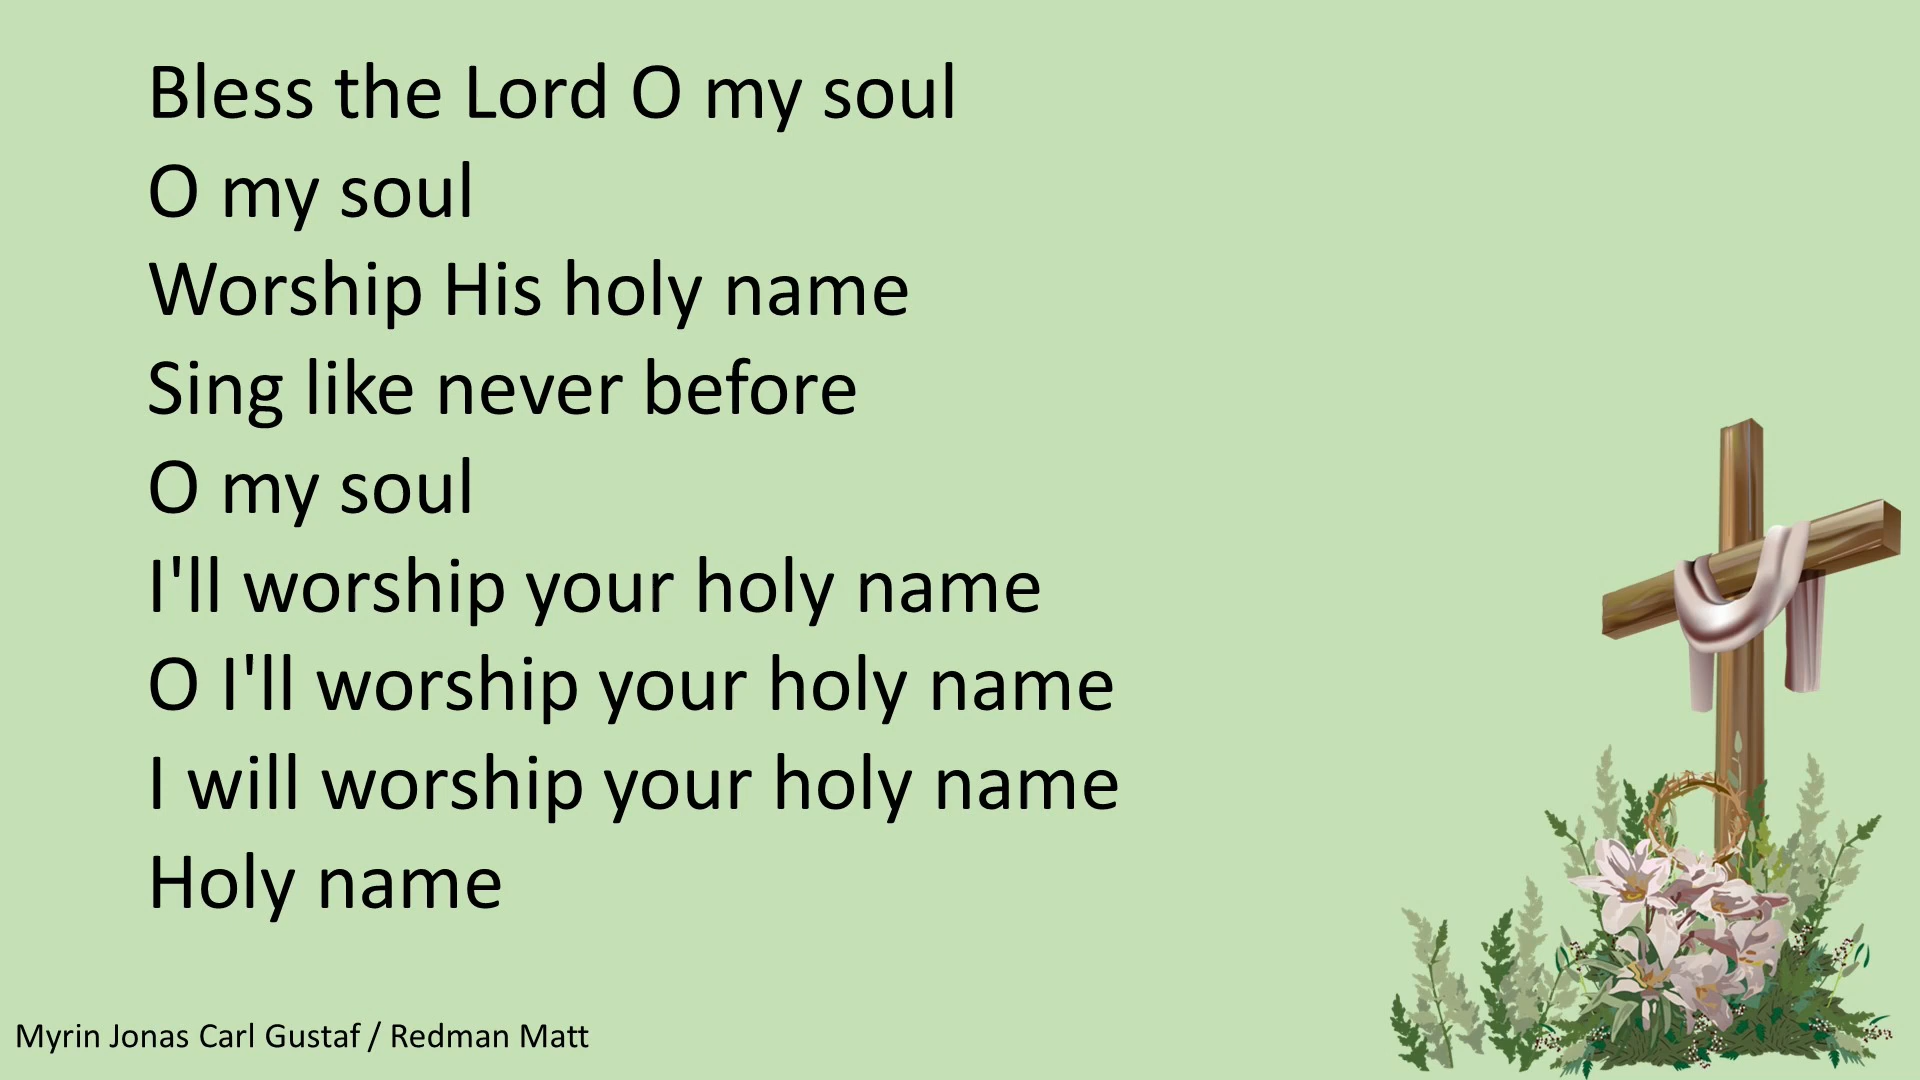 Bless the Lord O my soul
O my soul
Worship His holy name
Sing like never before
O my soul
I'll worship your holy name
O I'll worship your holy name
I will worship your holy name
Holy name
Myrin Jonas Carl Gustaf / Redman Matt